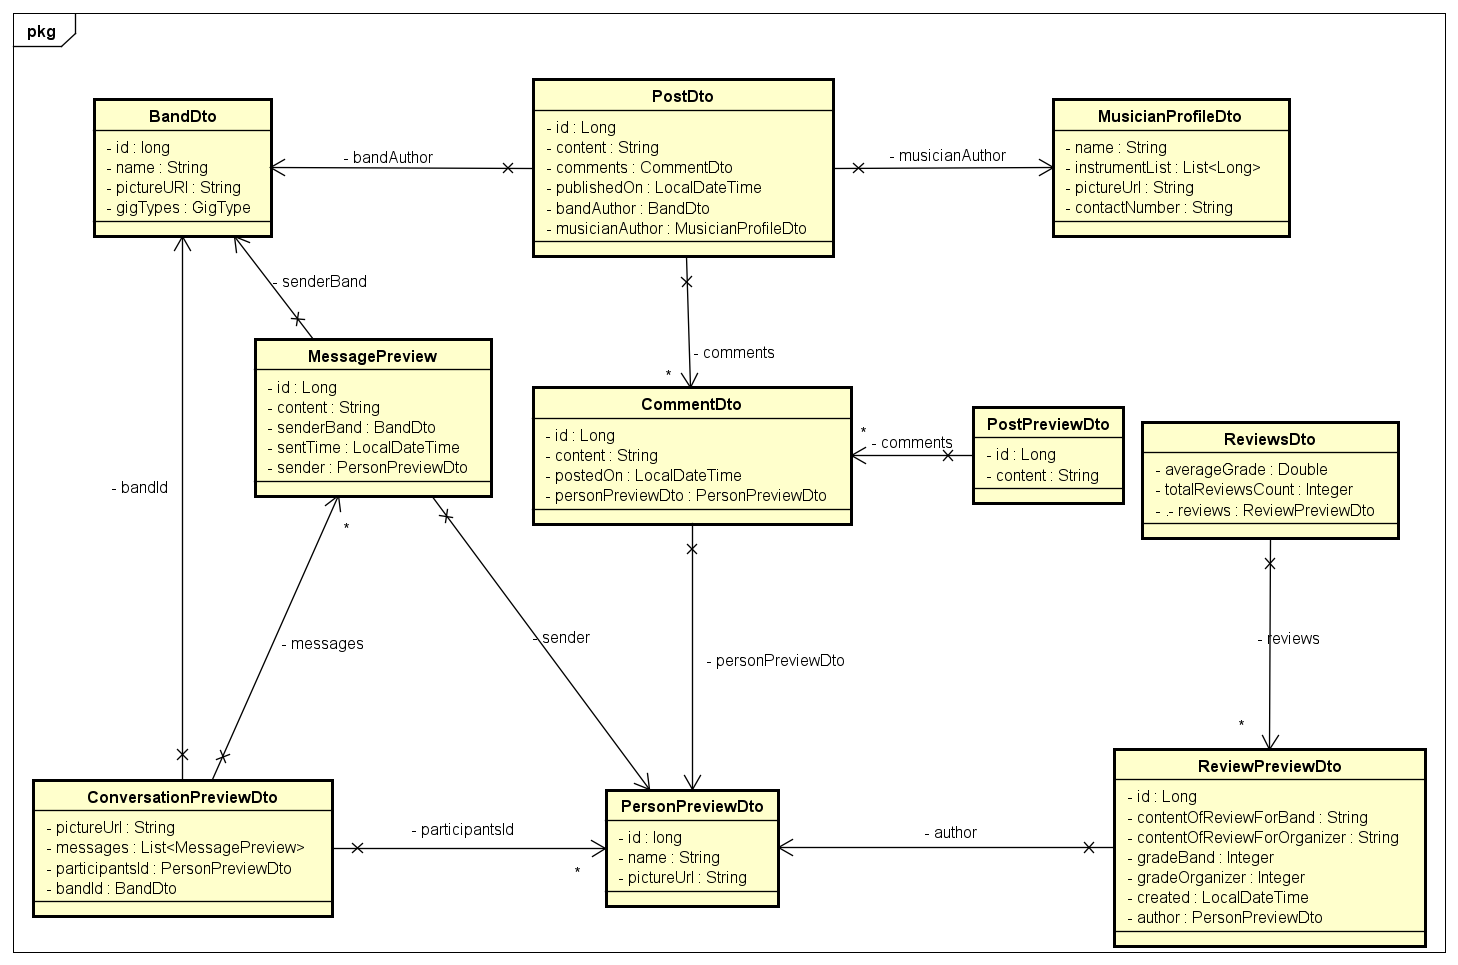 pkg
PostDto
- id : Long
- content : String
- comments : CommentDto
- publishedOn : LocalDateTime
- bandAuthor : BandDto
- musicianAuthor : MusicianProfileDto
BandDto
- id : long
- name : String
- pictureURl : String
- gigTypes : GigType
MusicianProfileDto
- name : String
- instrumentList : List<Long>
- pictureUrl : String
- contactNumber : String
- bandAuthor
- musicianAuthor
- senderBand
MessagePreview
- id : Long
- content : String
- senderBand : BandDto
- sentTime : LocalDateTime
- sender : PersonPreviewDto
- comments
*
CommentDto
- id : Long
- content : String
- postedOn : LocalDateTime
- personPreviewDto : PersonPreviewDto
*
- comments
PostPreviewDto
- id : Long
- content : String
ReviewsDto
- averageGrade : Double
- totalReviewsCount : Integer
- .- reviews : ReviewPreviewDto
- bandId
*
- messages
- sender
- personPreviewDto
- reviews
*
ConversationPreviewDto
- pictureUrl : String
- messages : List<MessagePreview>
- participantsId : PersonPreviewDto
- bandId : BandDto
- participantsId
*
PersonPreviewDto
- id : long
- name : String
- pictureUrl : String
- author
ReviewPreviewDto
- id : Long
- contentOfReviewForBand : String
- contentOfReviewForOrganizer : String
- gradeBand : Integer
- gradeOrganizer : Integer
- created : LocalDateTime
- author : PersonPreviewDto